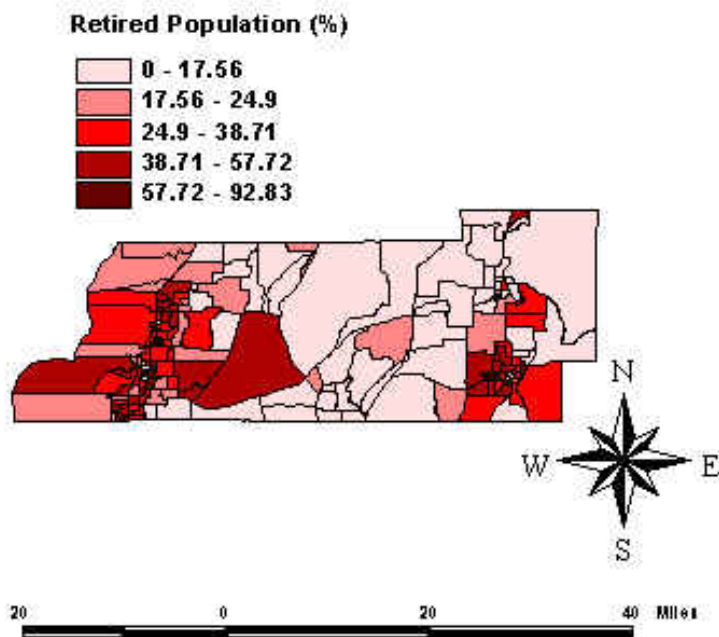 Retired Population (%)
0 - 17.56
17.56 - 24.9
24.9 - 38.71
38.71 - 57.72
57.72 - 92.83
N
W E
S
20 0 20 40 Miles